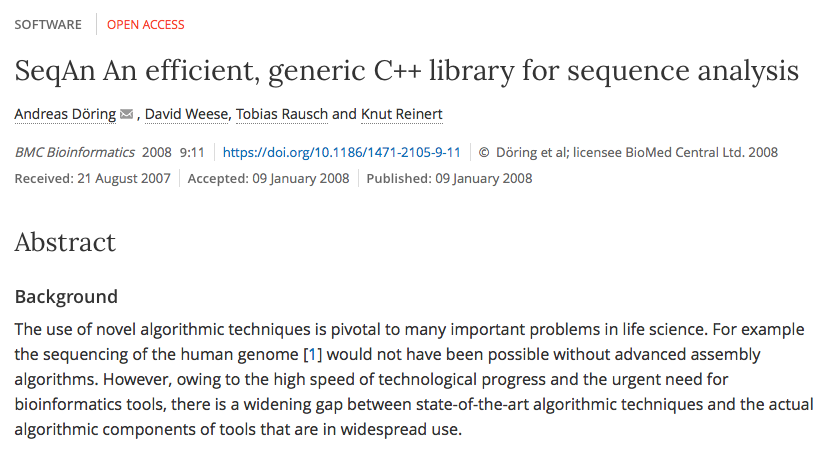 SOFTWARE OPEN ACCESS
SeqAn An efficient, generic C++ library for sequence analysis
Andreas Döring , David Weese, Tobias Rausch and Knut Reinert
BMC Bioinformatics 2008 9:11 https://doi.org/10.1186/1471-2105-9-11 © Döring et al; licensee BioMed Central Ltd. 2008
Received: 21 August 2007 Accepted: 09 January 2008 Published: 09 January 2008
Abstract
Background
The use of novel algorithmic techniques is pivotal to many important problems in life science. For example
the sequencing of the human genome [1] would not have been possible without advanced assembly
algorithms. However, owing to the high speed of technological progress and the urgent need for
bioinformatics tools, there is a widening gap between state-of-the-art algorithmic techniques and the actual
algorithmic components of tools that are in widespread use.